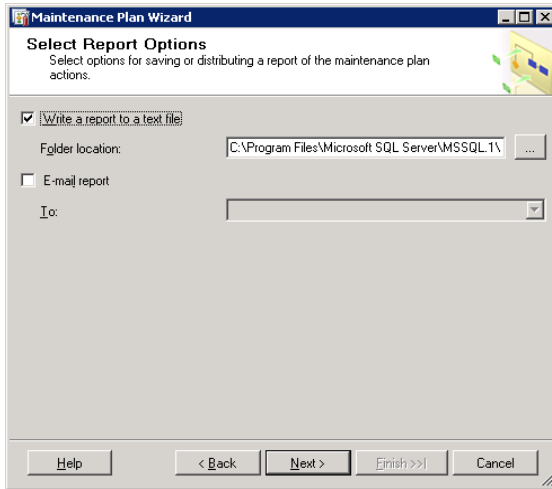 Maintenance Plan Wizard
Select Report Options
Select options for saving or distributing a report of the maintenance plan
actions.
Write a report to a text file
Folder location:
C:\Program Files\Microsoft SQL Server\MSSQL.1\
...
E-mail report
To:
Help
< Back
Next >
Finish >>|
Cancel